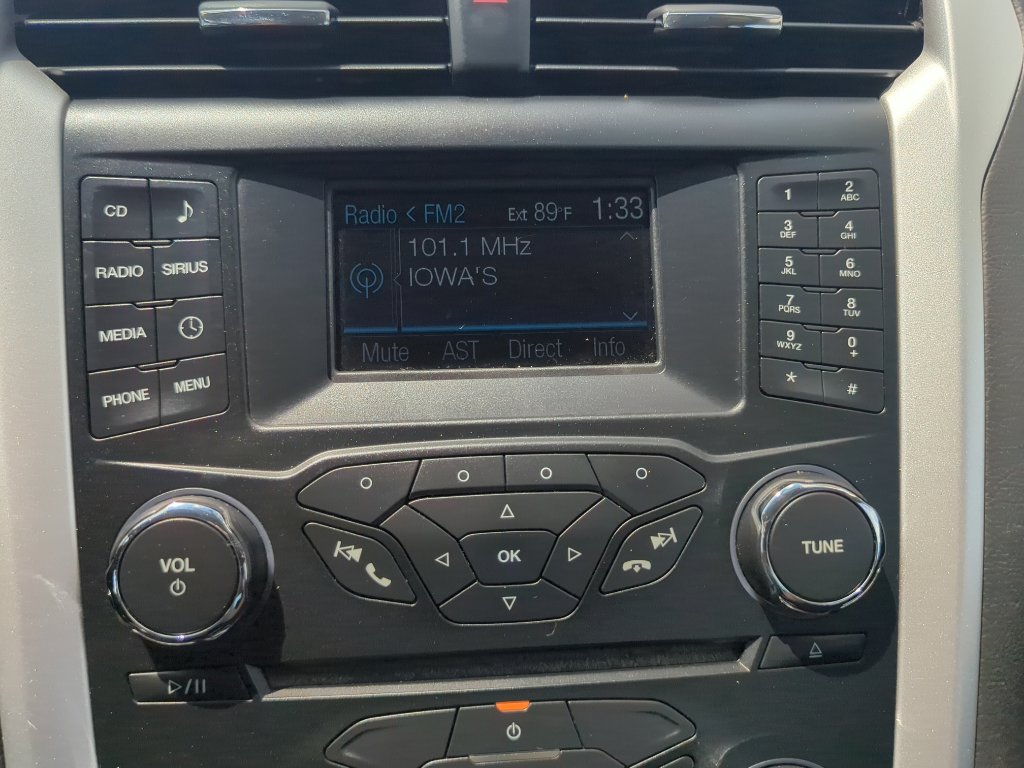 CD
RADIO SIRIUS
MEDIA
PHONE MENU
Radio < FM2 Ext 89°F 1:33
101.1 MHz
IOWA'S
Mute AST Direct Info
1 2 ABC
3 DEF 4 GHI
5 JKL 6 MNO
7 PQRS 8 TUV
9 WXYZ 0 +
* #
VOL
OK
TUNE